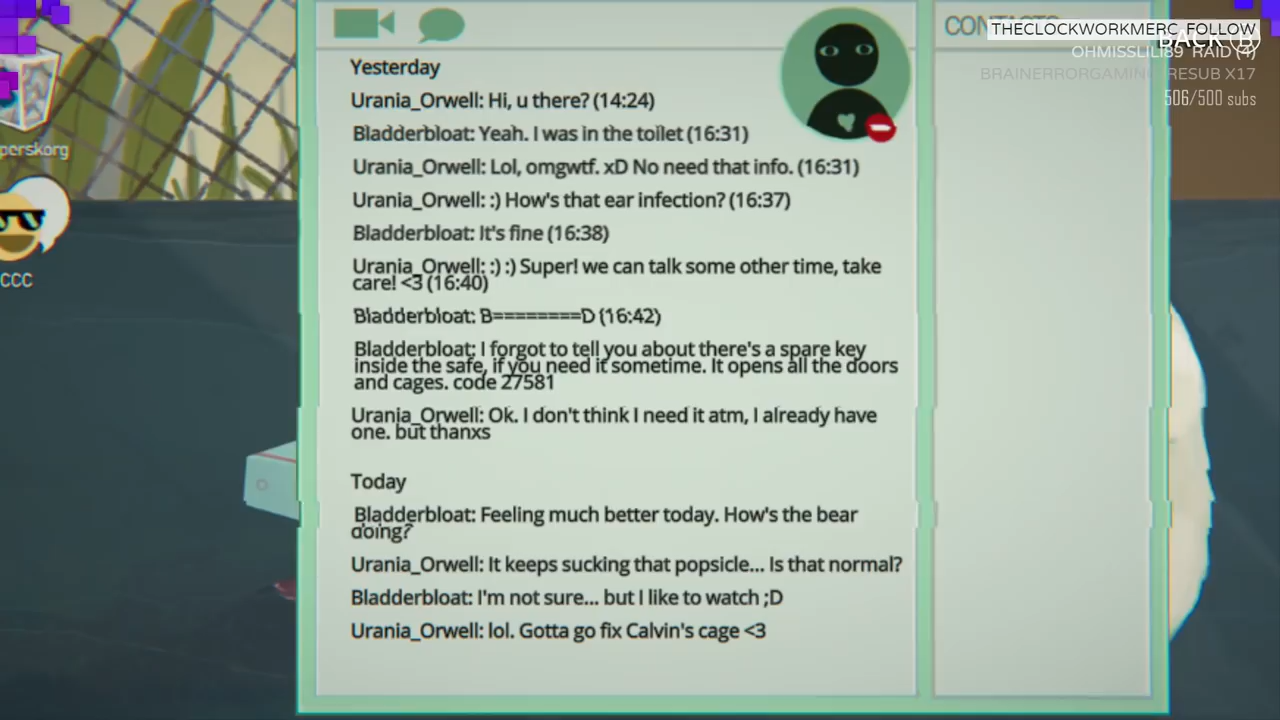 CONTACTS
THECLOCKWORKMERC FOLLOW
BACK (B)
OHMISSLILI89 RAID (4)
BRAINERRORGAMING RESUB X17
506/500 subs
perskorg
CCC
Yesterday
Urania_Orwell: Hi, u there? (14:24)
Bladderbloat: Yeah. I was in the toilet (16:31)
Urania_Orwell: Lol, omgwtf. xD No need that info. (16:31)
Urania_Orwell: :) How's that ear infection? (16:37)
Bladderbloat: It's fine (16:38)
Urania_Orwell: :) :) Super! we can talk some other time, take
care! <3 (16:40)
Bladderbloat: B========D (16:42)
Bladderbloat: I forgot to tell you about there's a spare key
inside the safe, if you need it sometime. It opens all the doors
and cages. code 27581
Urania_Orwell: Ok. I don't think I need it atm, I already have
one. but thanxs
Today
Bladderbloat: Feeling much better today. How's the bear
doing?
Urania_Orwell: It keeps sucking that popsicle... Is that normal?
Bladderbloat: I'm not sure... but I like to watch ;D
Urania_Orwell: lol. Gotta go fix Calvin's cage <3